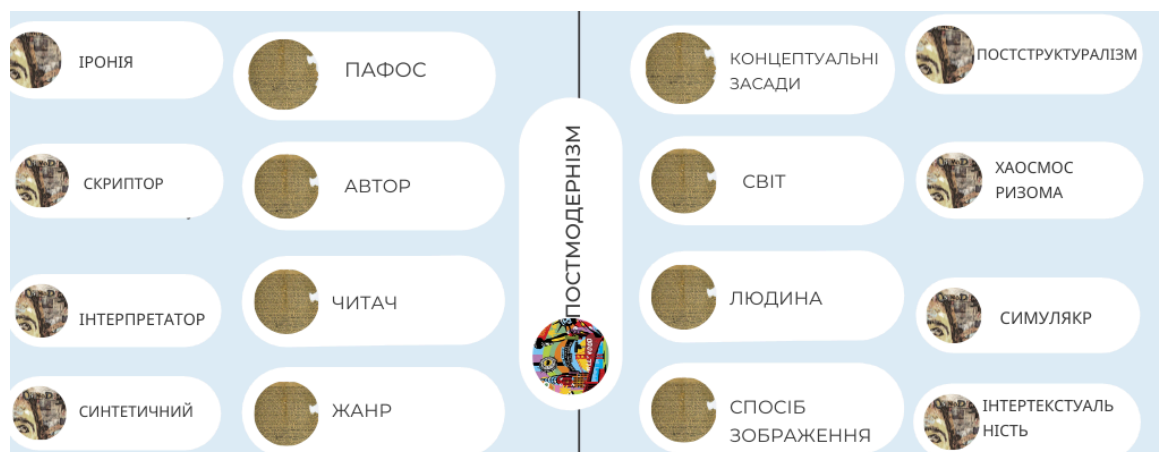 ІРОНІЯ
ПАФОС
СКРИПТОР
АВТОР
ІНТЕРПРЕТАТОР
ЧИТАЧ
СИНТЕТИЧНИЙ
ЖАНР
ПОСТМОДЕРНІЗМ
КОНЦЕПТУАЛЬНІ
ЗАСАДИ
ПОСТСТРУКТУРАЛІЗМ
СВІТ
ХАОСМОС
РИЗОМА
ЛЮДИНА
СИМУЛЯКР
СПОСІБ
ЗОБРАЖЕННЯ
ІНТЕРТЕКСТУАЛЬ
НІСТЬ